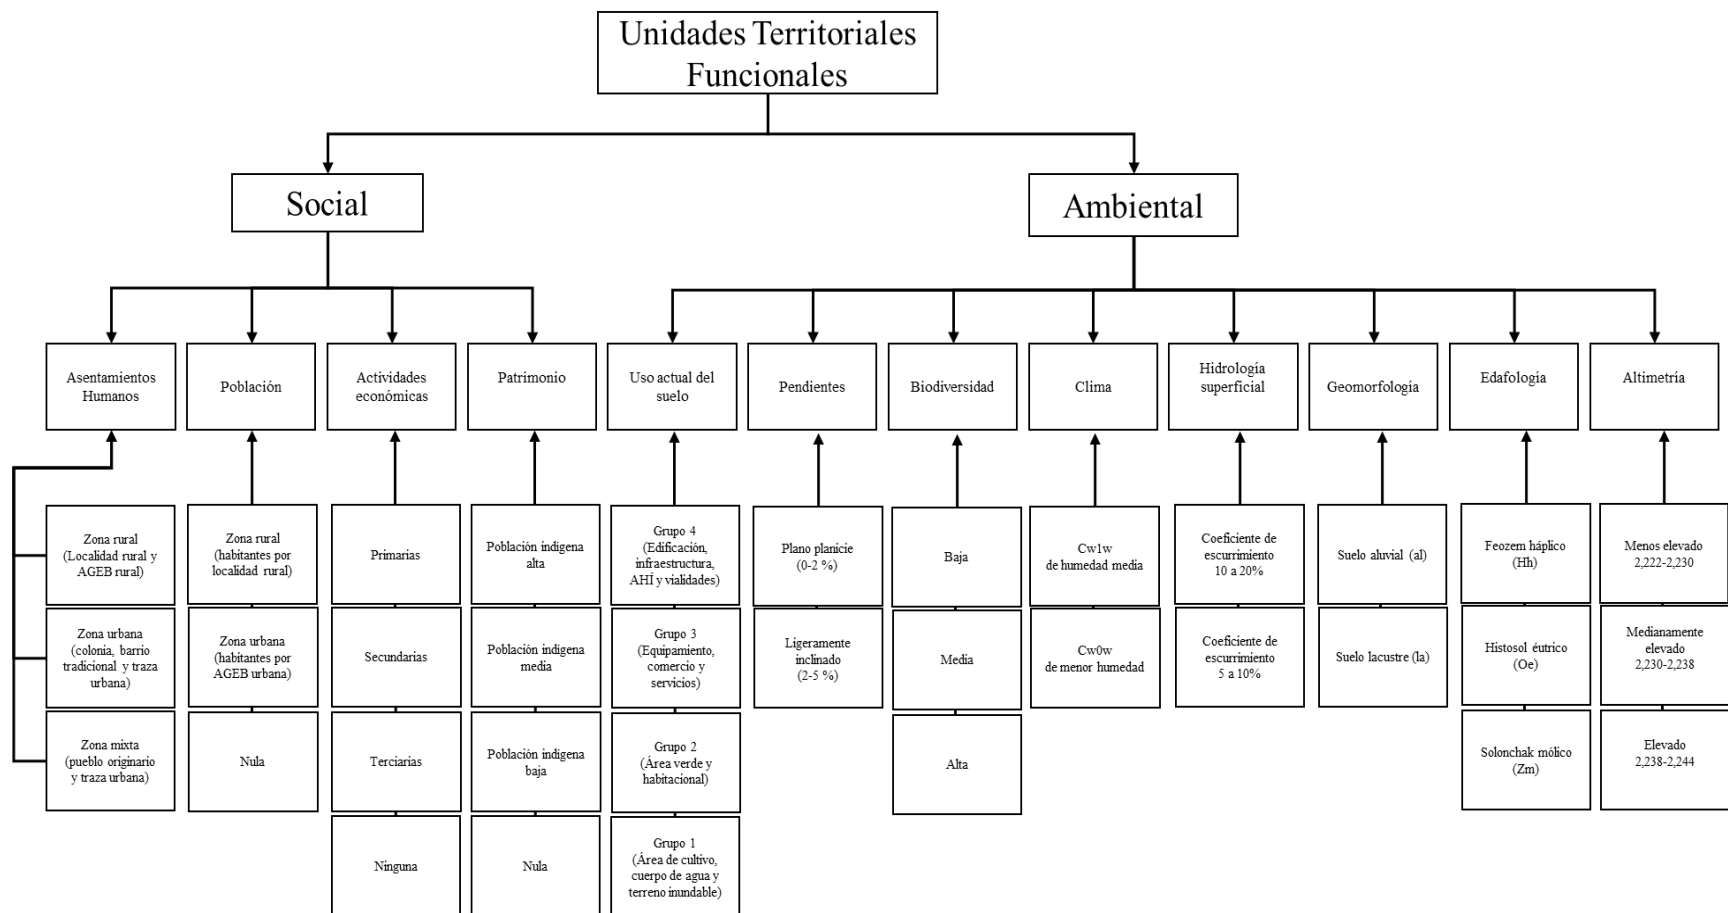 Unidades Territoriales
Funcionales
Social
Ambiental
Asentamientos
Humanos
Población
Actividades
económicas
Patrimonio
Uso actual del
suelo
Pendientes
Biodiversidad
Clima
Hidrología
superficial
Geomorfología
Edafología
Altimetría
Zona rural
(Localidad rural y
AGEB rural)
Zona rural
(habitantes por
localidad rural)
Primarias
Población indígena
alta
Grupo 4
(Edificación,
infraestructura,
AHÍ y vialidades)
Plano planicie
(0-2 %)
Baja
Cw1w
de humedad media
Coeficiente de
escurrimiento
10 a 20%
Suelo aluvial (al)
Feozem háplico
(Hh)
Menos elevado
2,222-2,230
Zona urbana
(colonia, barrio
tradicional y traza
urbana)
Zona urbana
(habitantes por
AGEB urbana)
Secundarias
Población indígena
media
Grupo 3
(Equipamiento,
comercio y
servicios)
Ligeramente
inclinado
(2-5 %)
Media
Cw0w
de menor humedad
Coeficiente de
escurrimiento
5 a 10%
Suelo lacustre (la)
Histosol éutrico
(Oe)
Medianamente
elevado
2,230-2,238
Zona mixta
(pueblo originario
y traza urbana)
Nula
Terciarias
Población indígena
baja
Grupo 2
(Área verde y
habitacional)
Alta
Solonchak mólico
(Zm)
Elevado
2,238-2,244
Ninguna
Nula
Grupo 1
(Área de cultivo,
cuerpo de agua y
terreno inundable)